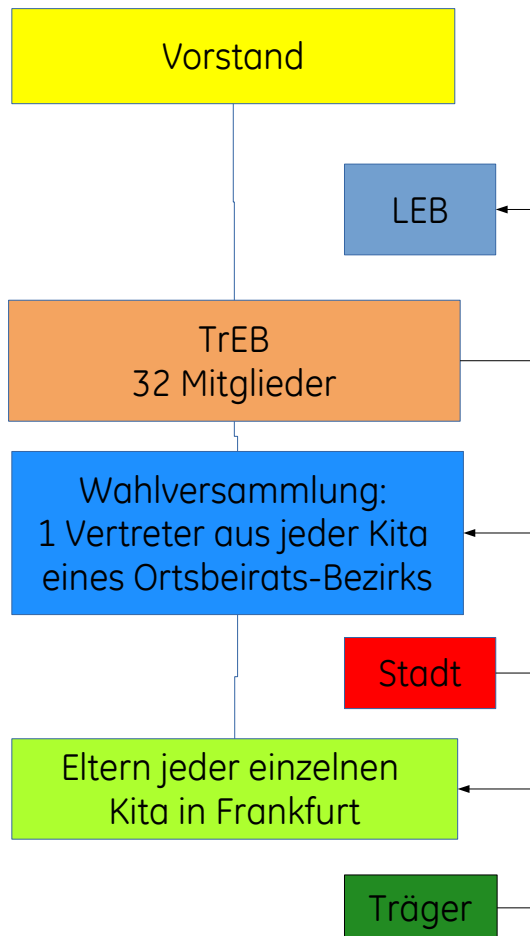 Vorstand
LEB
TrEB
32 Mitglieder
Wahlversammlung:
1 Vertreter aus jeder Kita
eines Ortsbeirats-Bezirks
Stadt
Eltern jeder einzelnen
Kita in Frankfurt
Träger